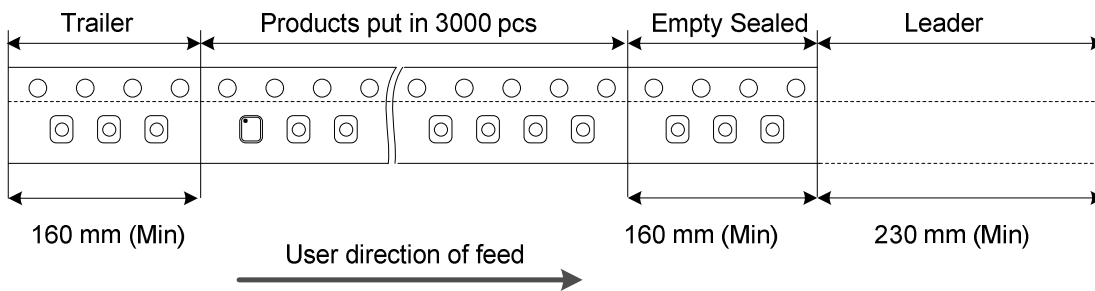 Trailer
Products put in 3000 pcs
Empty Sealed
Leader
160 mm (Min)
160 mm (Min)
230 mm (Min)
User direction of feed